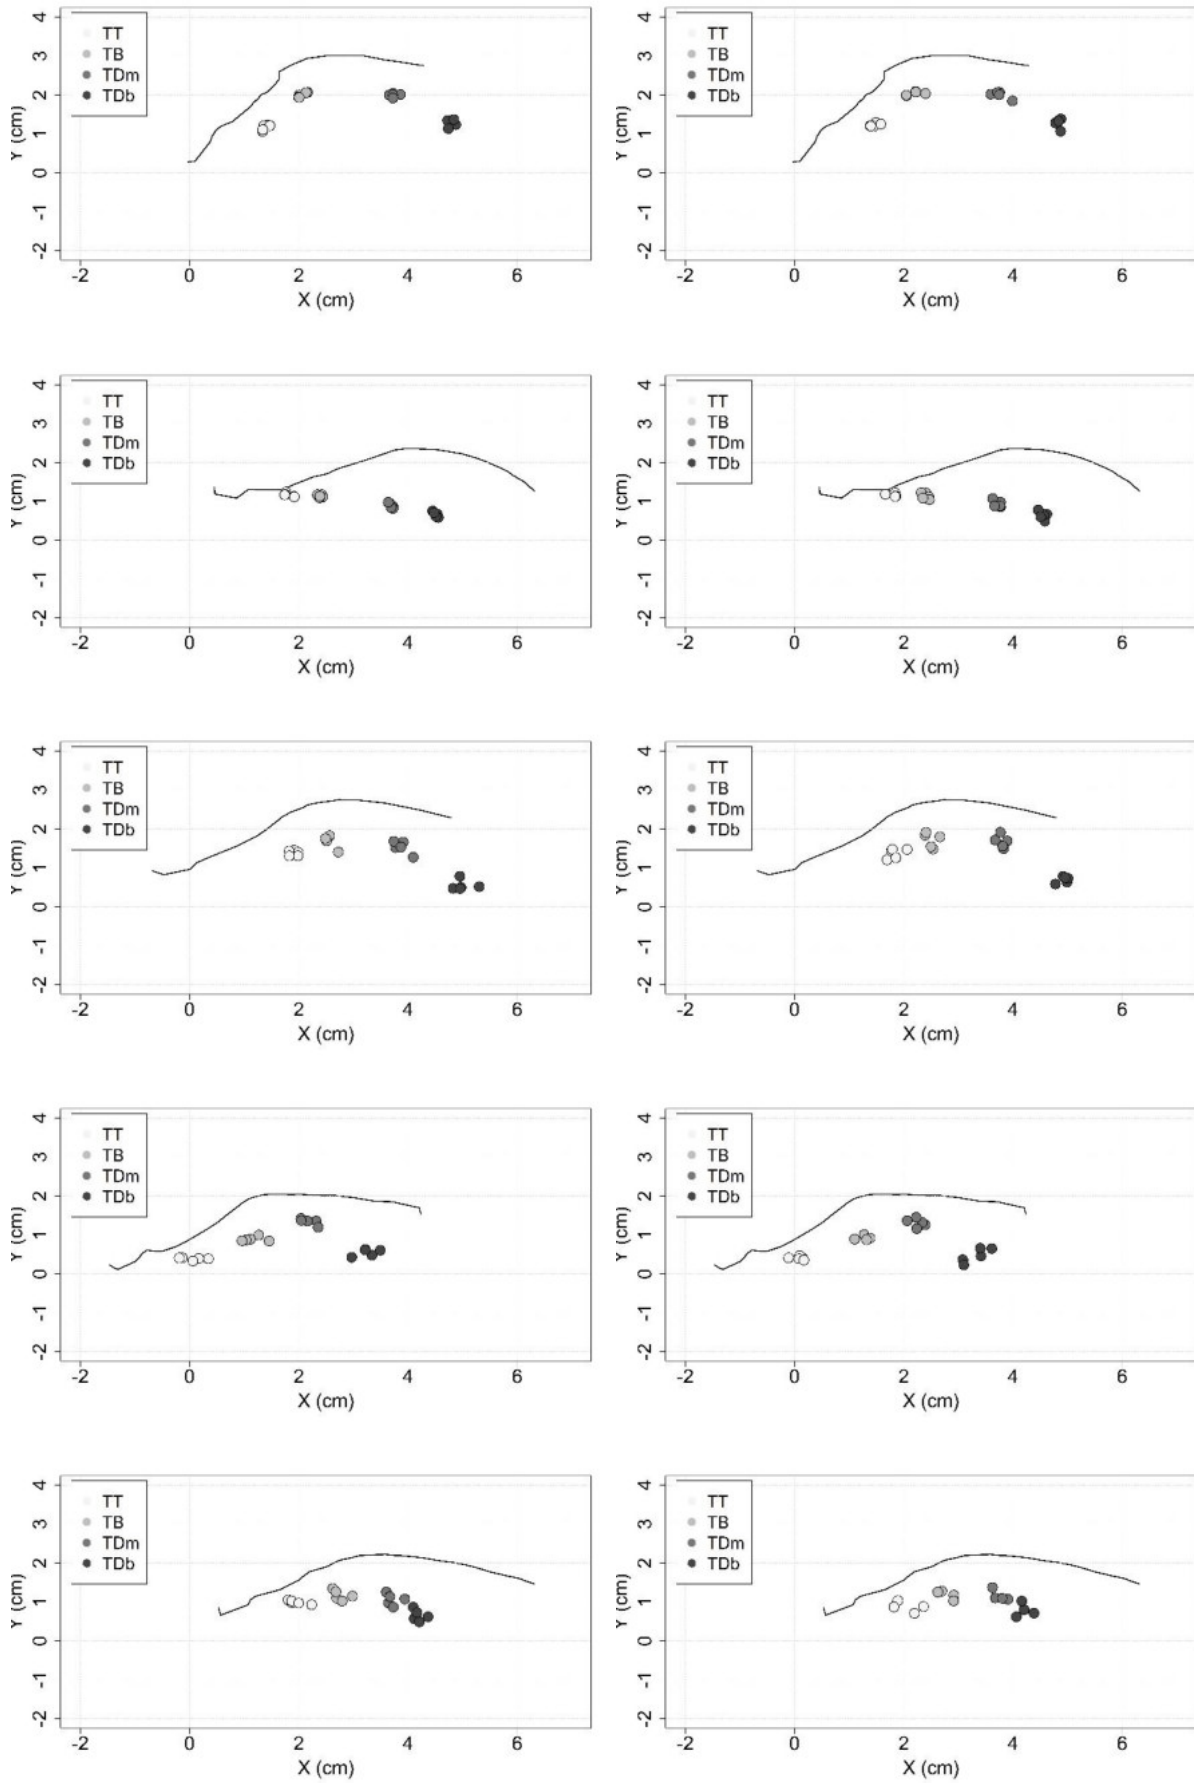 4 TT 4 TT
3 TB 3 TB
2 TDm 2 TDm
1 TDb 1 TDb
0 0
-1 -1
-2 -2
Y (cm) Y (cm)
-2 0 2 4 6 -2 0 2 4 6
X (cm) X (cm)
4 TT 4 TT
3 TB 3 TB
2 TDm 2 TDm
1 TDb 1 TDb
0 0
-1 -1
-2 -2
Y (cm) Y (cm)
-2 0 2 4 6 -2 0 2 4 6
X (cm) X (cm)
4 TT 4 TT
3 TB 3 TB
2 TDm 2 TDm
1 TDb 1 TDb
0 0
-1 -1
-2 -2
Y (cm) Y (cm)
-2 0 2 4 6 -2 0 2 4 6
X (cm) X (cm)
4 TT 4 TT
3 TB 3 TB
2 TDm 2 TDm
1 TDb 1 TDb
0 0
-1 -1
-2 -2
Y (cm) Y (cm)
-2 0 2 4 6 -2 0 2 4 6
X (cm) X (cm)
4 TT 4 TT
3 TB 3 TB
2 TDm 2 TDm
1 TDb 1 TDb
0 0
-1 -1
-2 -2
Y (cm) Y (cm)
-2 0 2 4 6 -2 0 2 4 6
X (cm) X (cm)